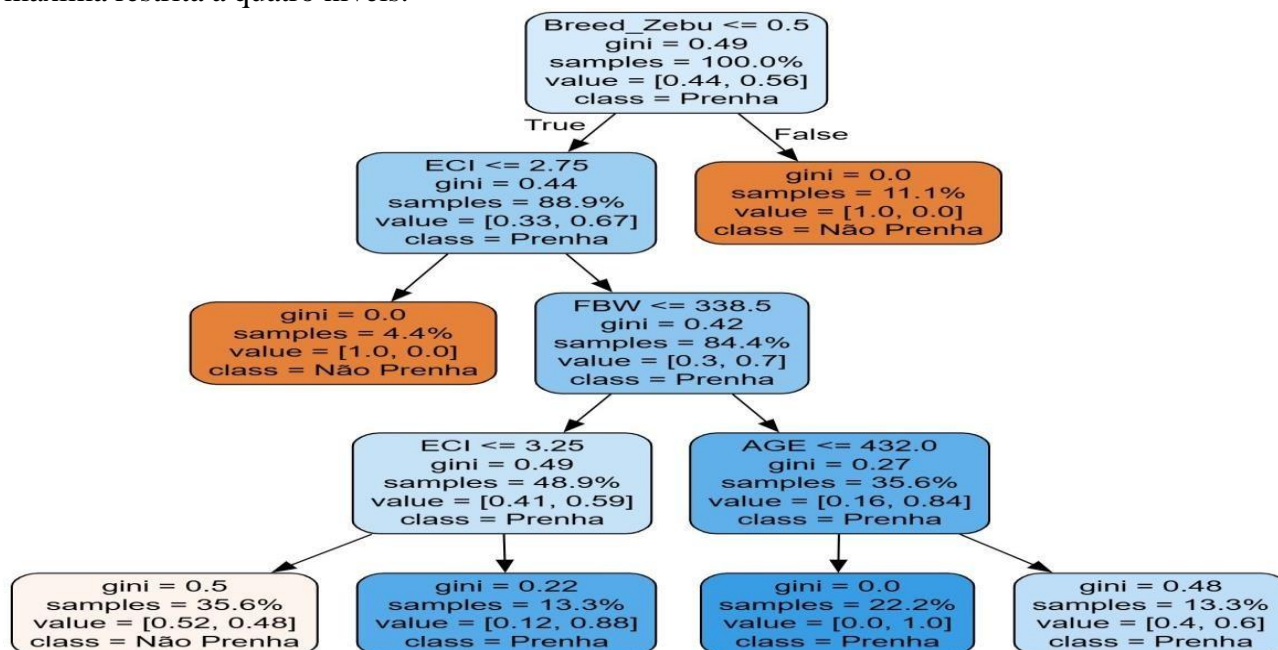 máxima restrita a quatro níveis.
Breed_Zebu <= 0.5
gini = 0.49
samples = 100.0%
value = [0.44, 0.56]
class = Prenha
True
False
ECI <= 2.75
gini = 0.44
samples = 88.9%
value = [0.33, 0.67]
class = Prenha
gini = 0.0
samples = 11.1%
value = [1.0, 0.0]
class = Não Prenha
gini = 0.0
samples = 4.4%
value = [1.0, 0.0]
class = Não Prenha
FBW <= 338.5
gini = 0.42
samples = 84.4%
value = [0.3, 0.7]
class = Prenha
ECI <= 3.25
gini = 0.49
samples = 48.9%
value = [0.41, 0.59]
class = Prenha
AGE <= 432.0
gini = 0.27
samples = 35.6%
value = [0.16, 0.84]
class = Prenha
gini = 0.5
samples = 35.6%
value = [0.52, 0.48]
class = Não Prenha
gini = 0.22
samples = 13.3%
value = [0.12, 0.88]
class = Prenha
gini = 0.0
samples = 22.2%
value = [0.0, 1.0]
class = Prenha
gini = 0.48
samples = 13.3%
value = [0.4, 0.6]
class = Prenha